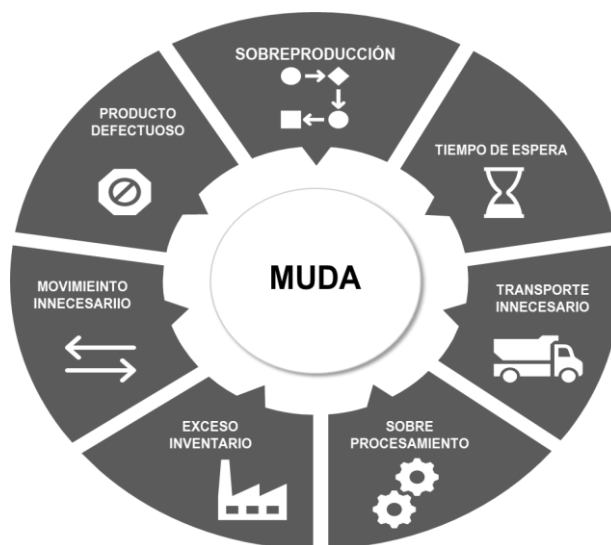 SOBREPRODUCCIÓN
TIEMPO DE ESPERA
TRANSPORTE
INNECESARIO
SOBRE
PROCESAMIENTO
EXCESO
INVENTARIO
MOVIMIEINTO
INNECESARIIO
PRODUCTO
DEFECTUOSO
MUDA